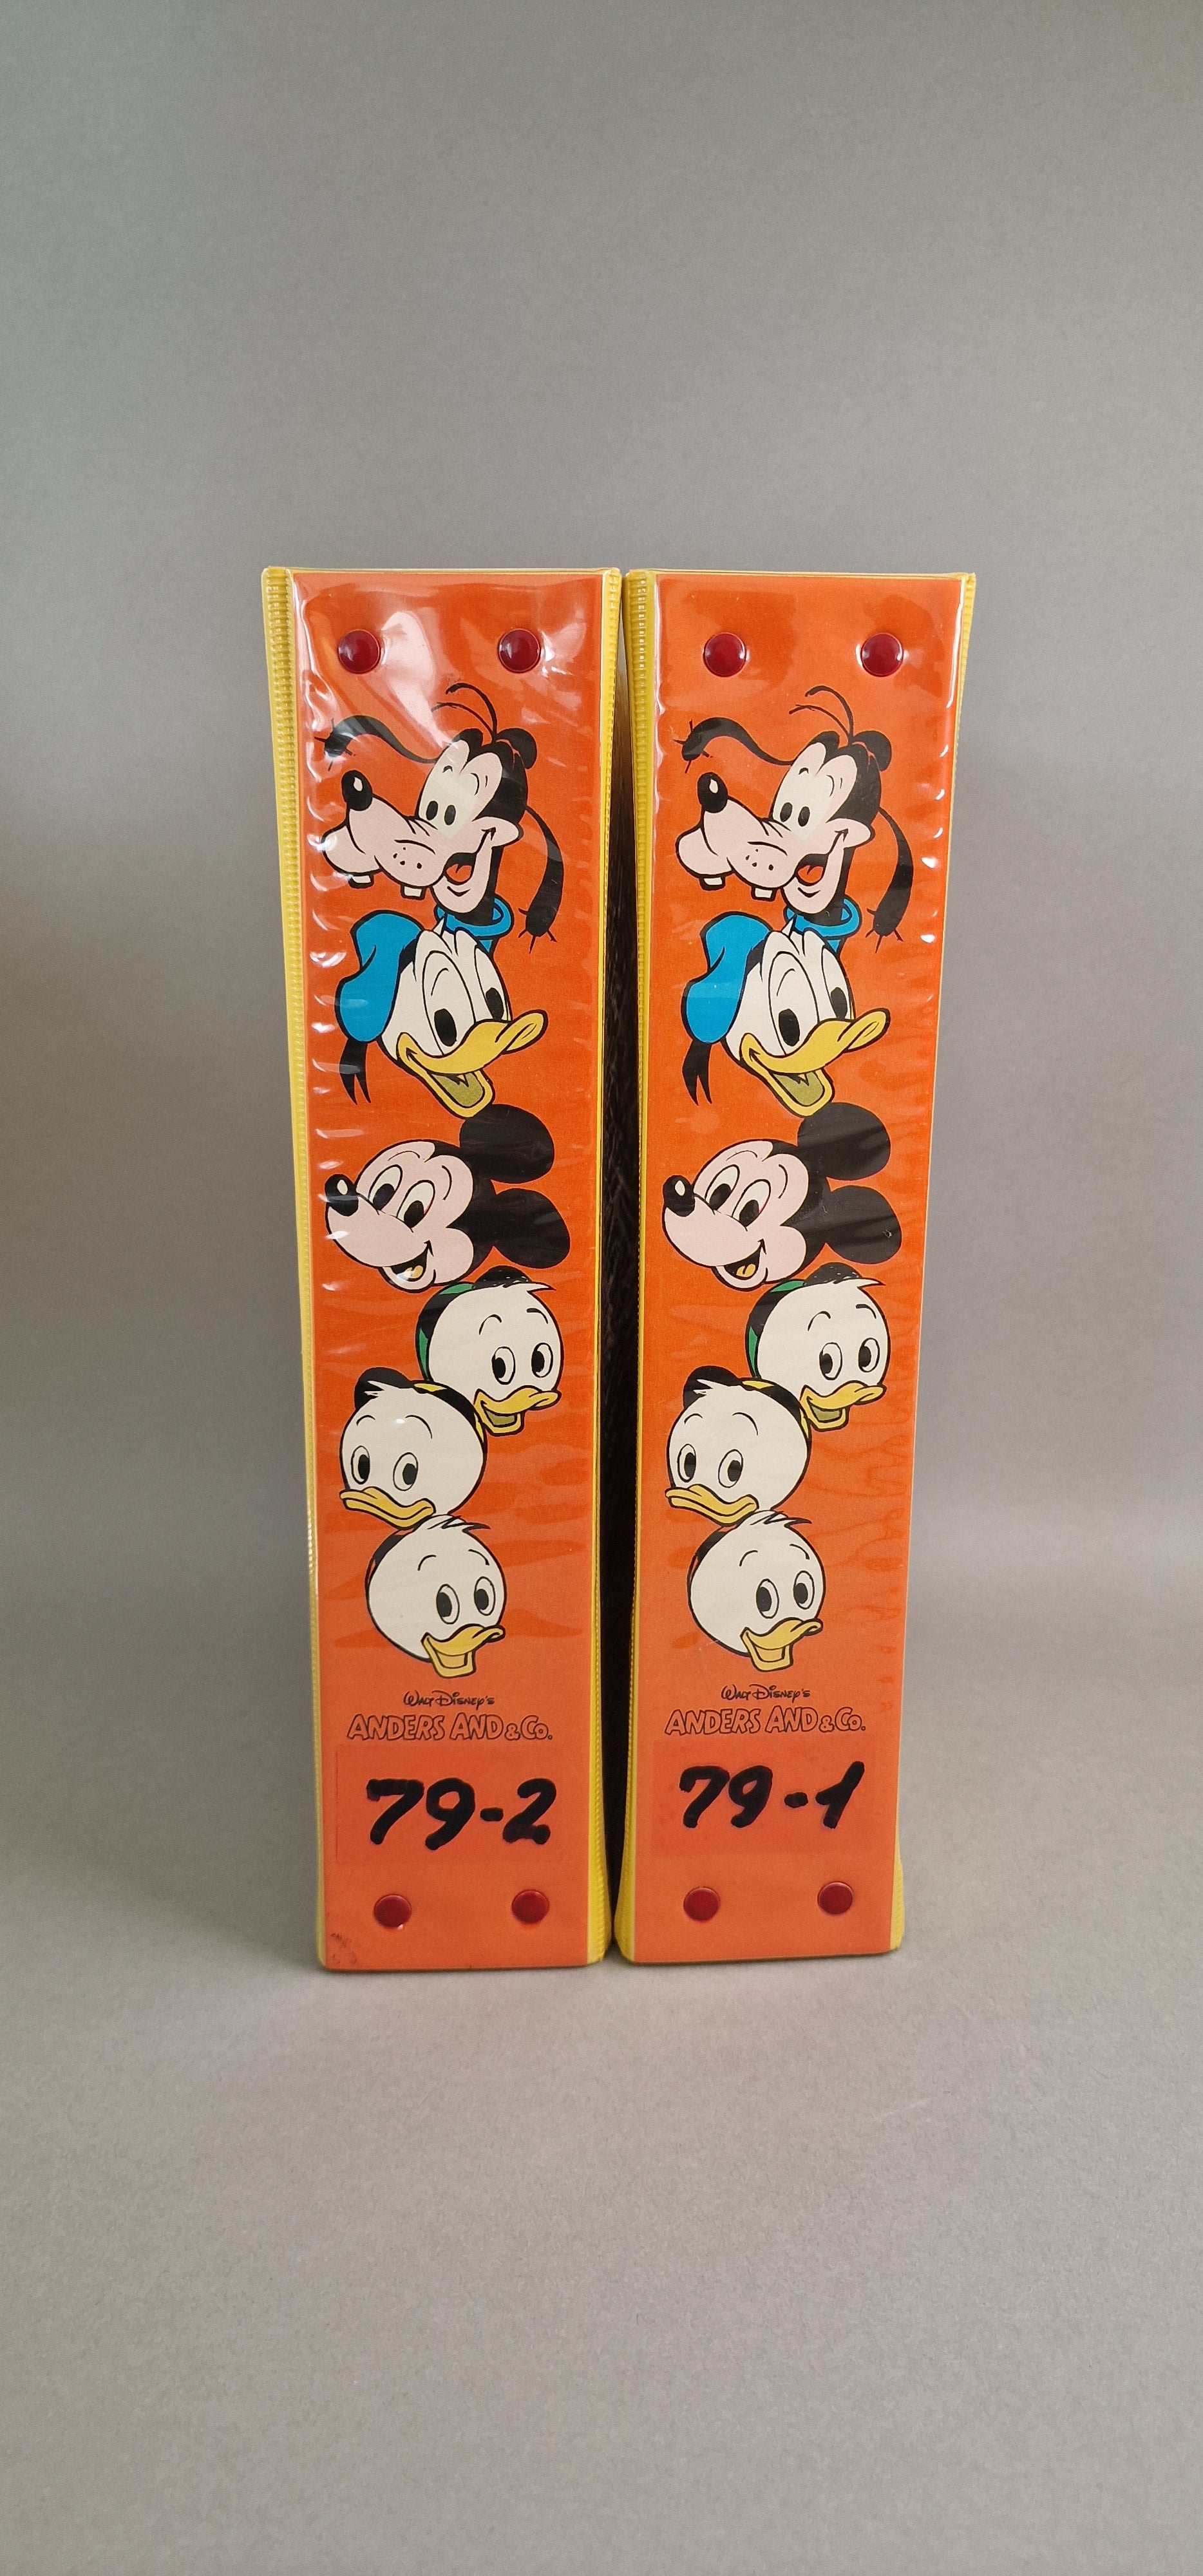 WALT DISNEY'S
ANDERS AND & Co.
79-2
WALT DISNEY'S
ANDERS AND & Co.
79-1